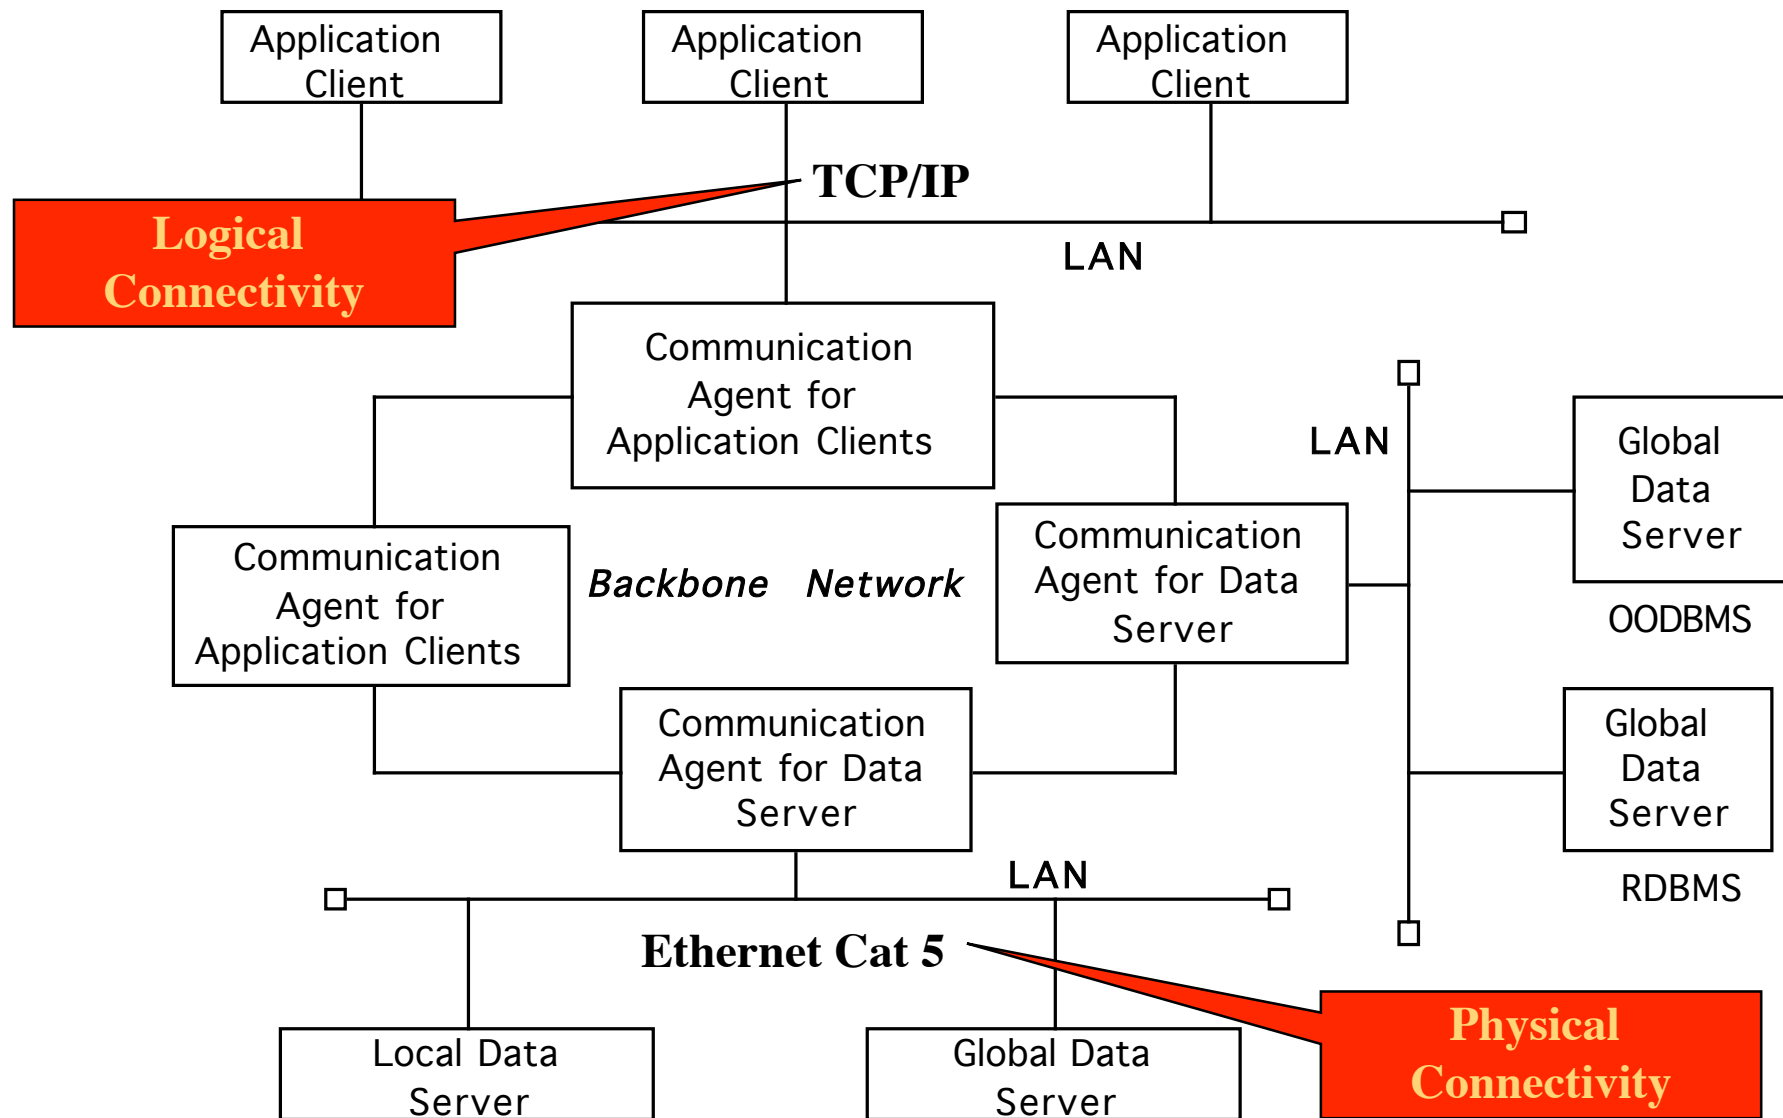 Application
Client
Application
Client
Application
Client
TCP/IP
Logical
Connectivity
LAN
Communication
Agent for
Application Clients
LAN
Global
Data
Server
OODBMS
Communication
Agent for
Application Clients
Backbone Network
Communication
Agent for Data
Server
Communication
Agent for Data
Server
Global
Data
Server
RDBMS
LAN
Ethernet Cat 5
Physical
Connectivity
Local Data
Server
Global Data
Server